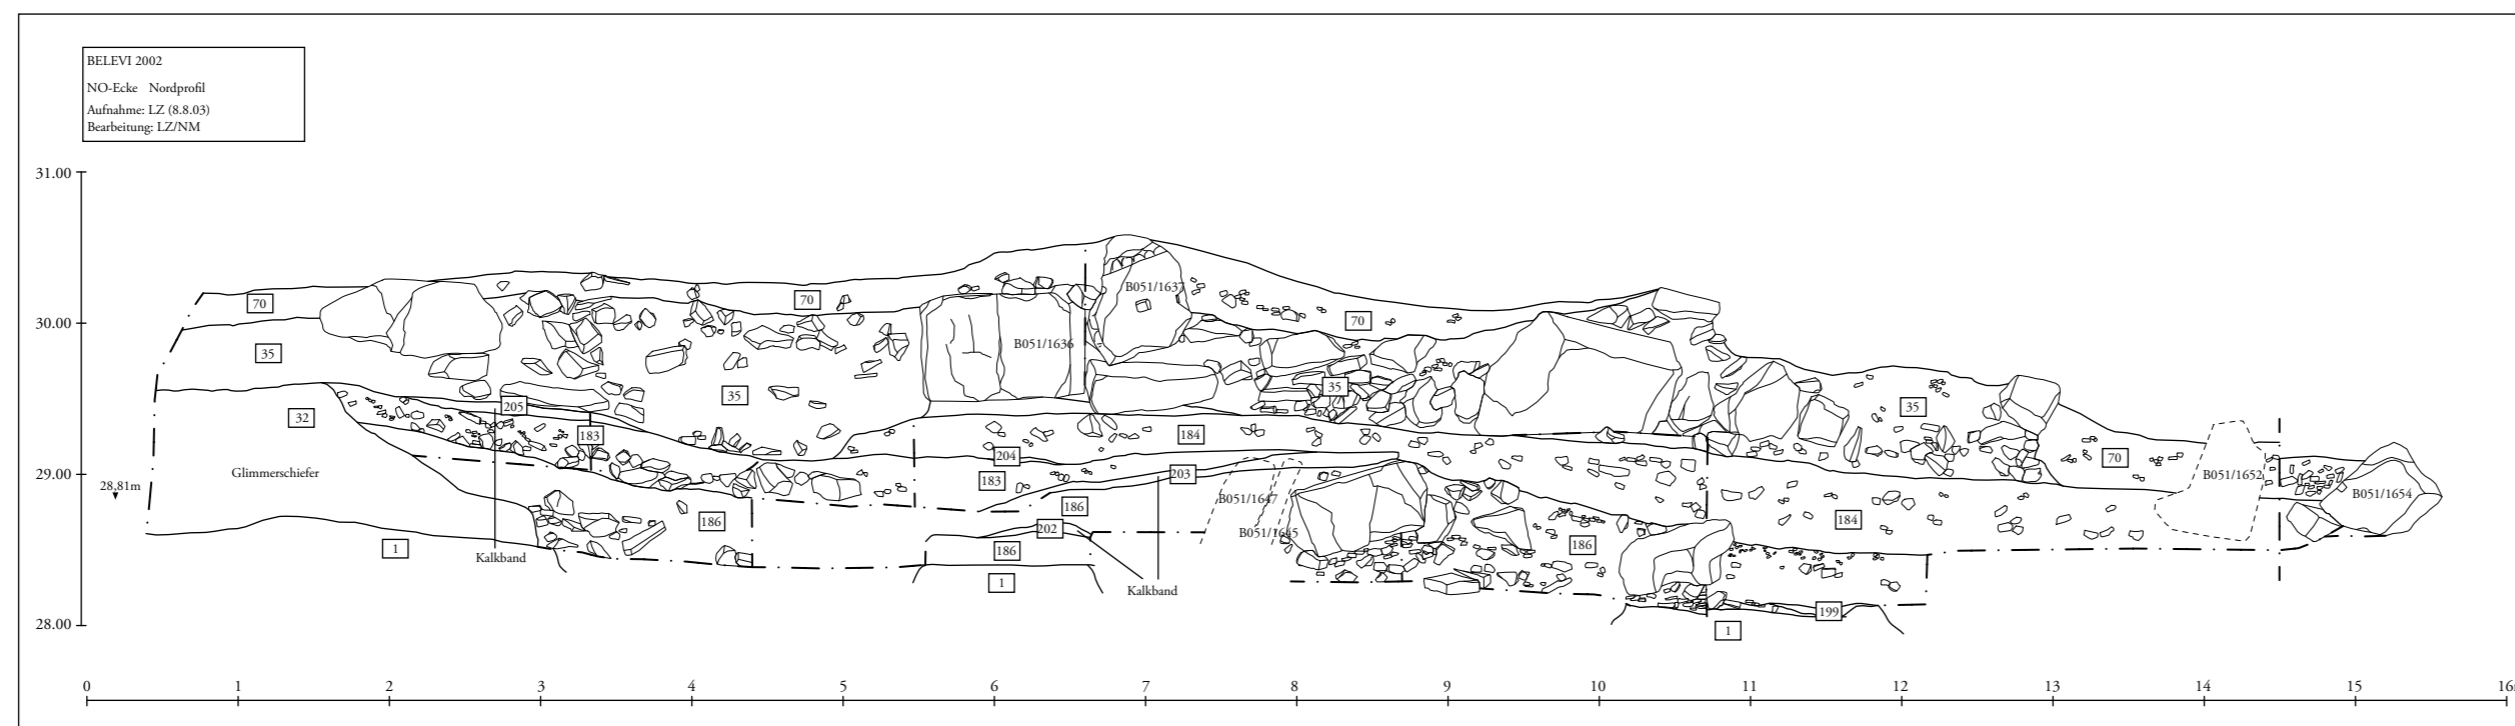 BELEVI 2002
NO-Ecke Nordprofil
Aufnahme: LZ (8.8.03)
Bearbeitung: LZ/NM
31.00
30.00
29.00
28.00
28,81m
70
70
B051/1637
70
35
B051/1636
35
35
35
32
205
183
184
204
183
203
186
186
202
186
1
1
Glimmerschiefer
Kalkband
Kalkband
B051/1647
B051/1645
186
184
70
B051/1652
B051/1654
199
1
0 1 2 3 4 5 6 7 8 9 10 11 12 13 14 15 16